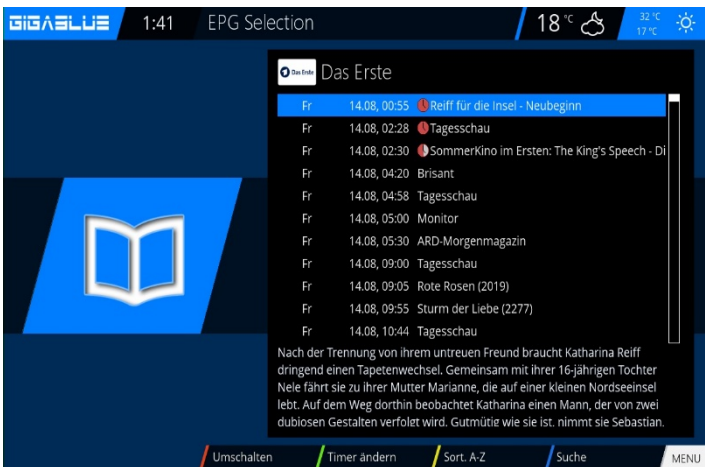 GIGABLUE 1:41 EPG Selection 18 °C 32 °C
17 °C
Das Erste Das Erste
Fr 14.08, 00:55 Reiff für die Insel - Neubeginn
Fr 14.08, 02:28 Tagesschau
Fr 14.08, 02:30 SommerKino im Ersten: The King's Speech - Di
Fr 14.08, 04:20 Brisant
Fr 14.08, 04:58 Tagesschau
Fr 14.08, 05:00 Monitor
Fr 14.08, 05:30 ARD-Morgenmagazin
Fr 14.08, 09:00 Tagesschau
Fr 14.08, 09:05 Rote Rosen (2019)
Fr 14.08, 09:55 Sturm der Liebe (2277)
Fr 14.08, 10:44 Tagesschau
Nach der Trennung von ihrem untreuen Freund braucht Katharina Reiff
dringend einen Tapetenwechsel. Gemeinsam mit ihrer 16-jährigen Tochter
Nele fährt sie zu ihrer Mutter Marianne, die auf einer kleinen Nordseeinsel
lebt. Auf dem Weg dorthin beobachtet Katharina einen Mann, der von zwei
dubiosen Gestalten verfolgt wird. Gutmütig wie sie ist, nimmt sie Sebastian,
Umschalten Timer ändern Sort. A-Z Suche MENU